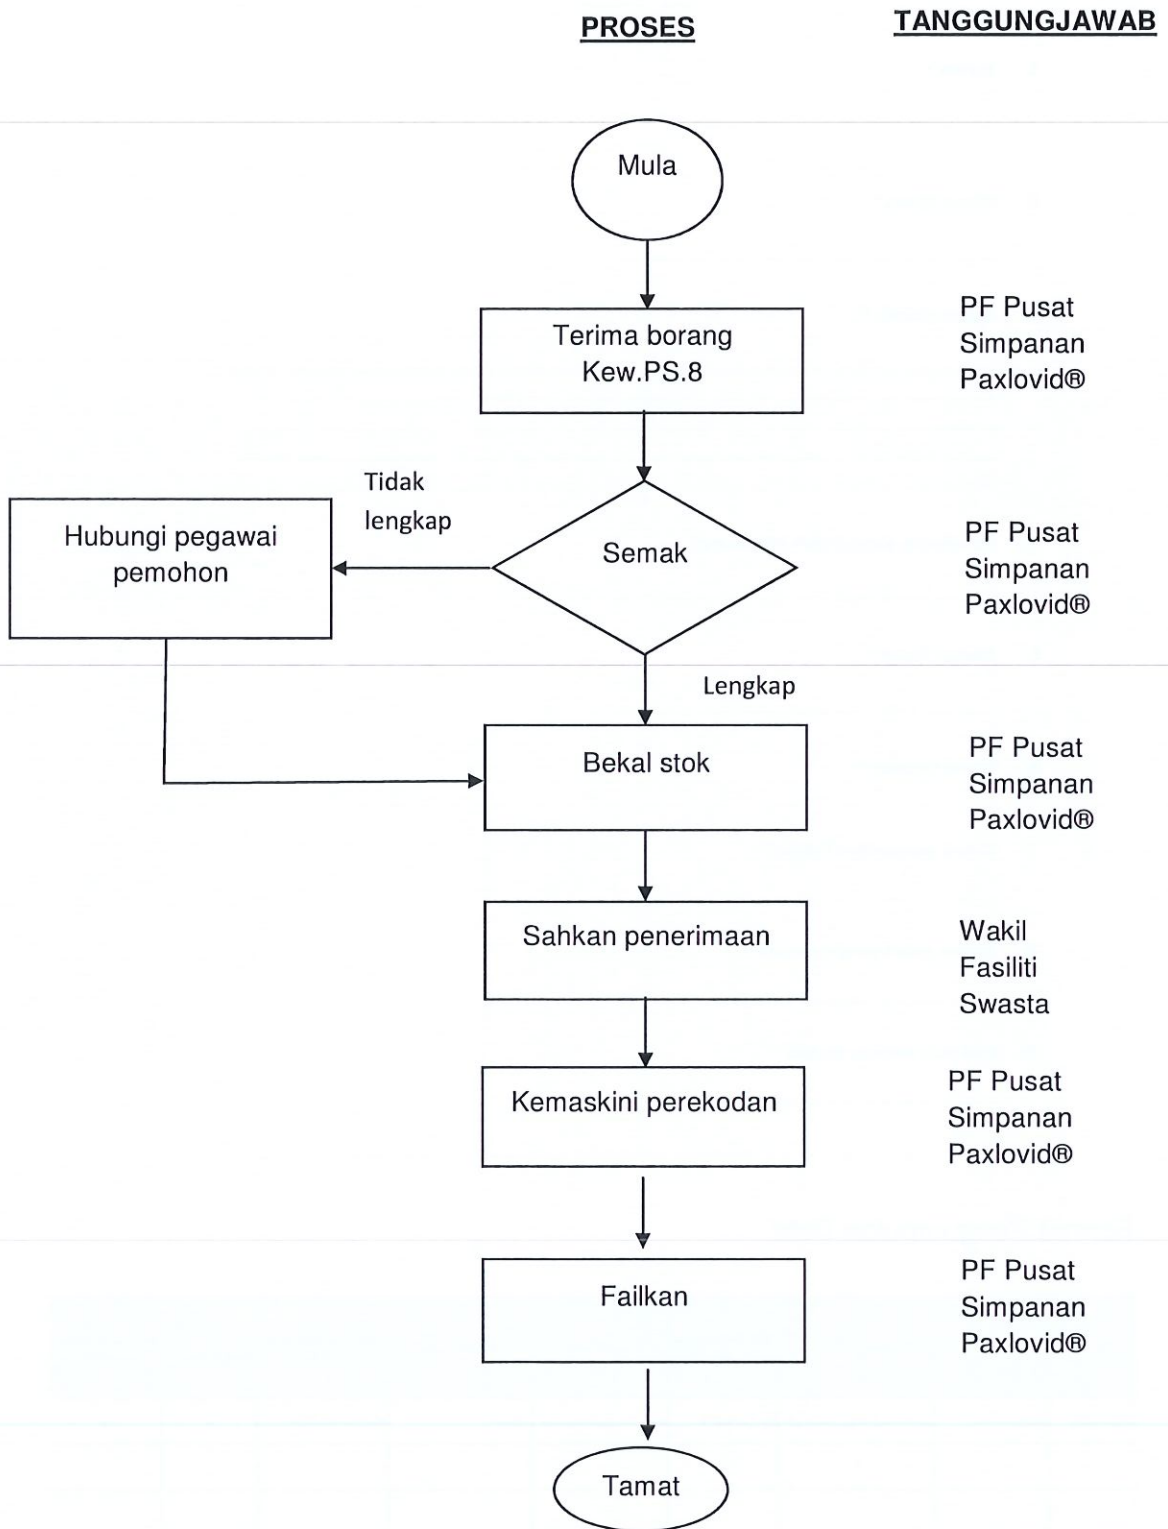 PROSES
TANGGUNGJAWAB
Mula
Terima borang
Kew.PS.8
PF Pusat
Simpanan
Paxlovid®
Tidak
lengkap
Hubungi pegawai
pemohon
Semak
PF Pusat
Simpanan
Paxlovid®
Lengkap
Bekal stok
PF Pusat
Simpanan
Paxlovid®
Sahkan penerimaan
Wakil
Fasiliti
Swasta
Kemaskini perekodan
PF Pusat
Simpanan
Paxlovid®
Failkan
PF Pusat
Simpanan
Paxlovid®
Tamat